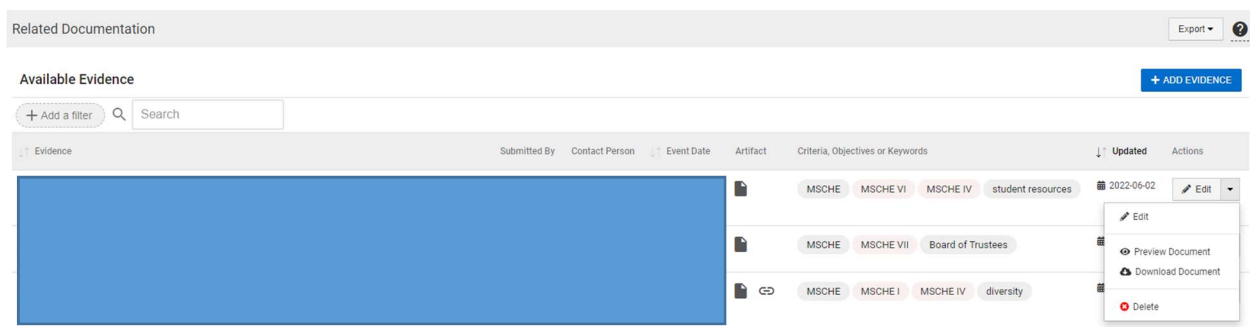 Related Documentation
Export
Available Evidence
+ ADD EVIDENCE
+ Add a filter
Search
Evidence Submitted By Contact Person Event Date Artifact Criteria, Objectives or Keywords Updated Actions
MSCHE MSCHE VI MSCHE IV student resources 2022-06-02 Edit
Edit
MSCHE MSCHE VII Board of Trustees
Preview Document
Download Document
MSCHE MSCHE I MSCHE IV diversity
Delete